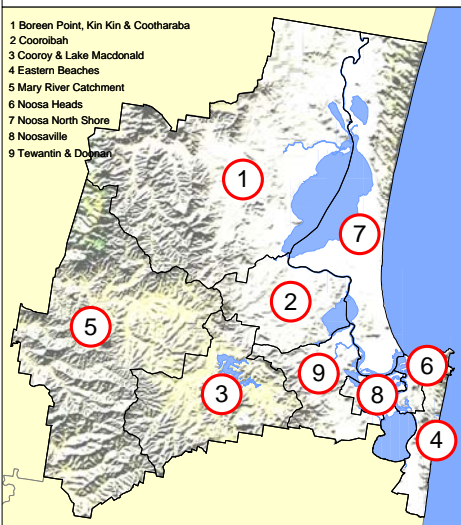 1 Boreen Point, Kin Kin & Cootharaba
2 Cooroibah
3 Cooroy & Lake Macdonald
4 Eastern Beaches
5 Mary River Catchment
6 Noosa Heads
7 Noosa North Shore
8 Noosaville
9 Tewantin & Doonan
1
7
2
5
6
9
3
8
4